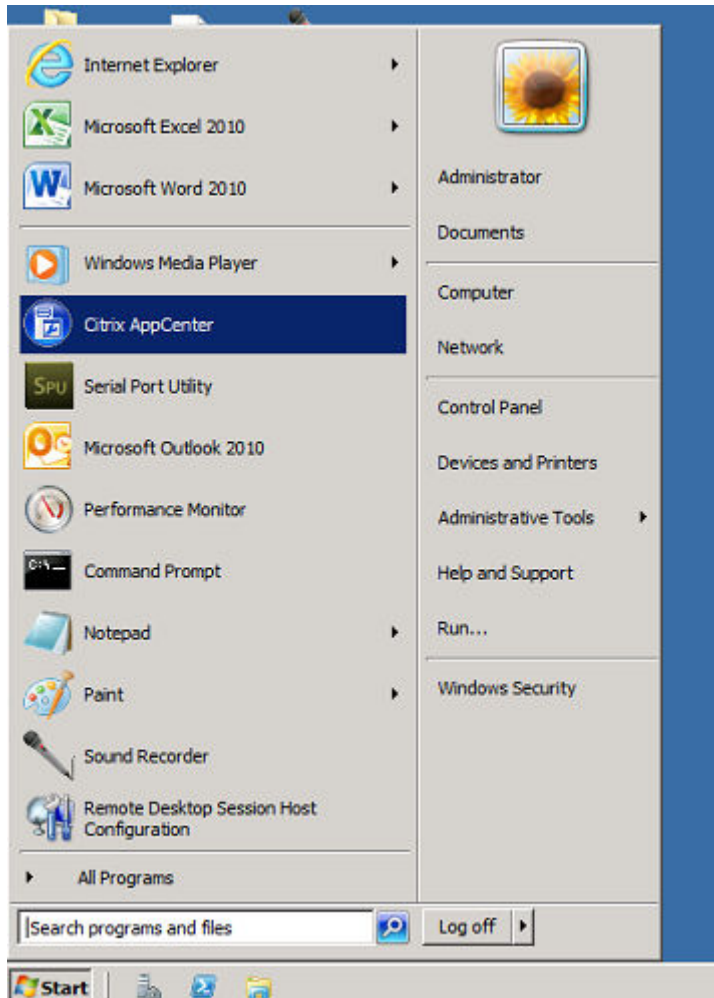 Internet Explorer
Microsoft Excel 2010
Microsoft Word 2010
Windows Media Player
Citrix AppCenter
SPU
Serial Port Utility
Microsoft Outlook 2010
Performance Monitor
C:\_
Command Prompt
Notepad
Paint
Sound Recorder
Remote Desktop Session Host
Configuration
All Programs
Search programs and files
Administrator
Documents
Computer
Network
Control Panel
Devices and Printers
Administrative Tools
Help and Support
Run...
Windows Security
Log off
Start